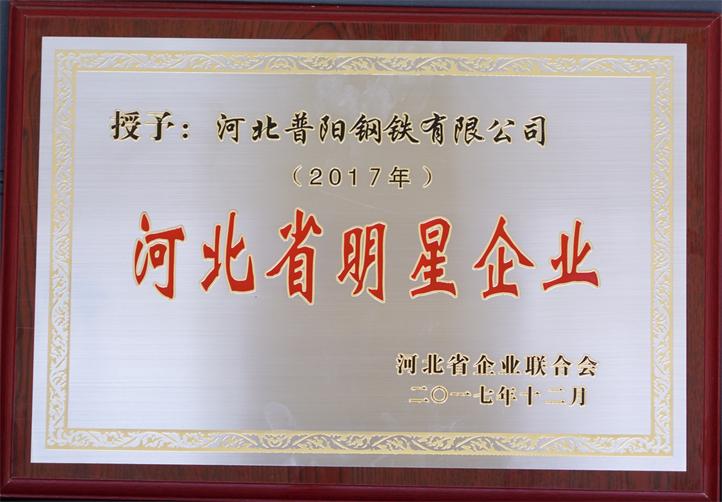 授予：河北普阳钢铁有限公司
（2017年）
河北省明星企业
河北省企业联合会
二〇一七年十二月